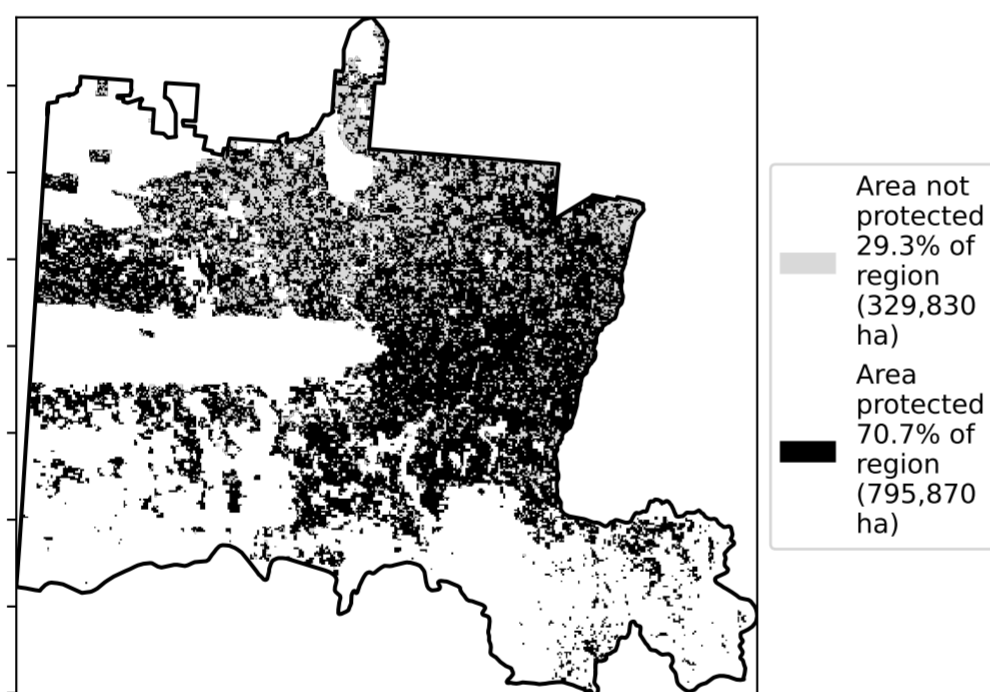 Area not
protected
29.3% of
region
(329,830
ha)
Area
protected
70.7% of
region
(795,870
ha)